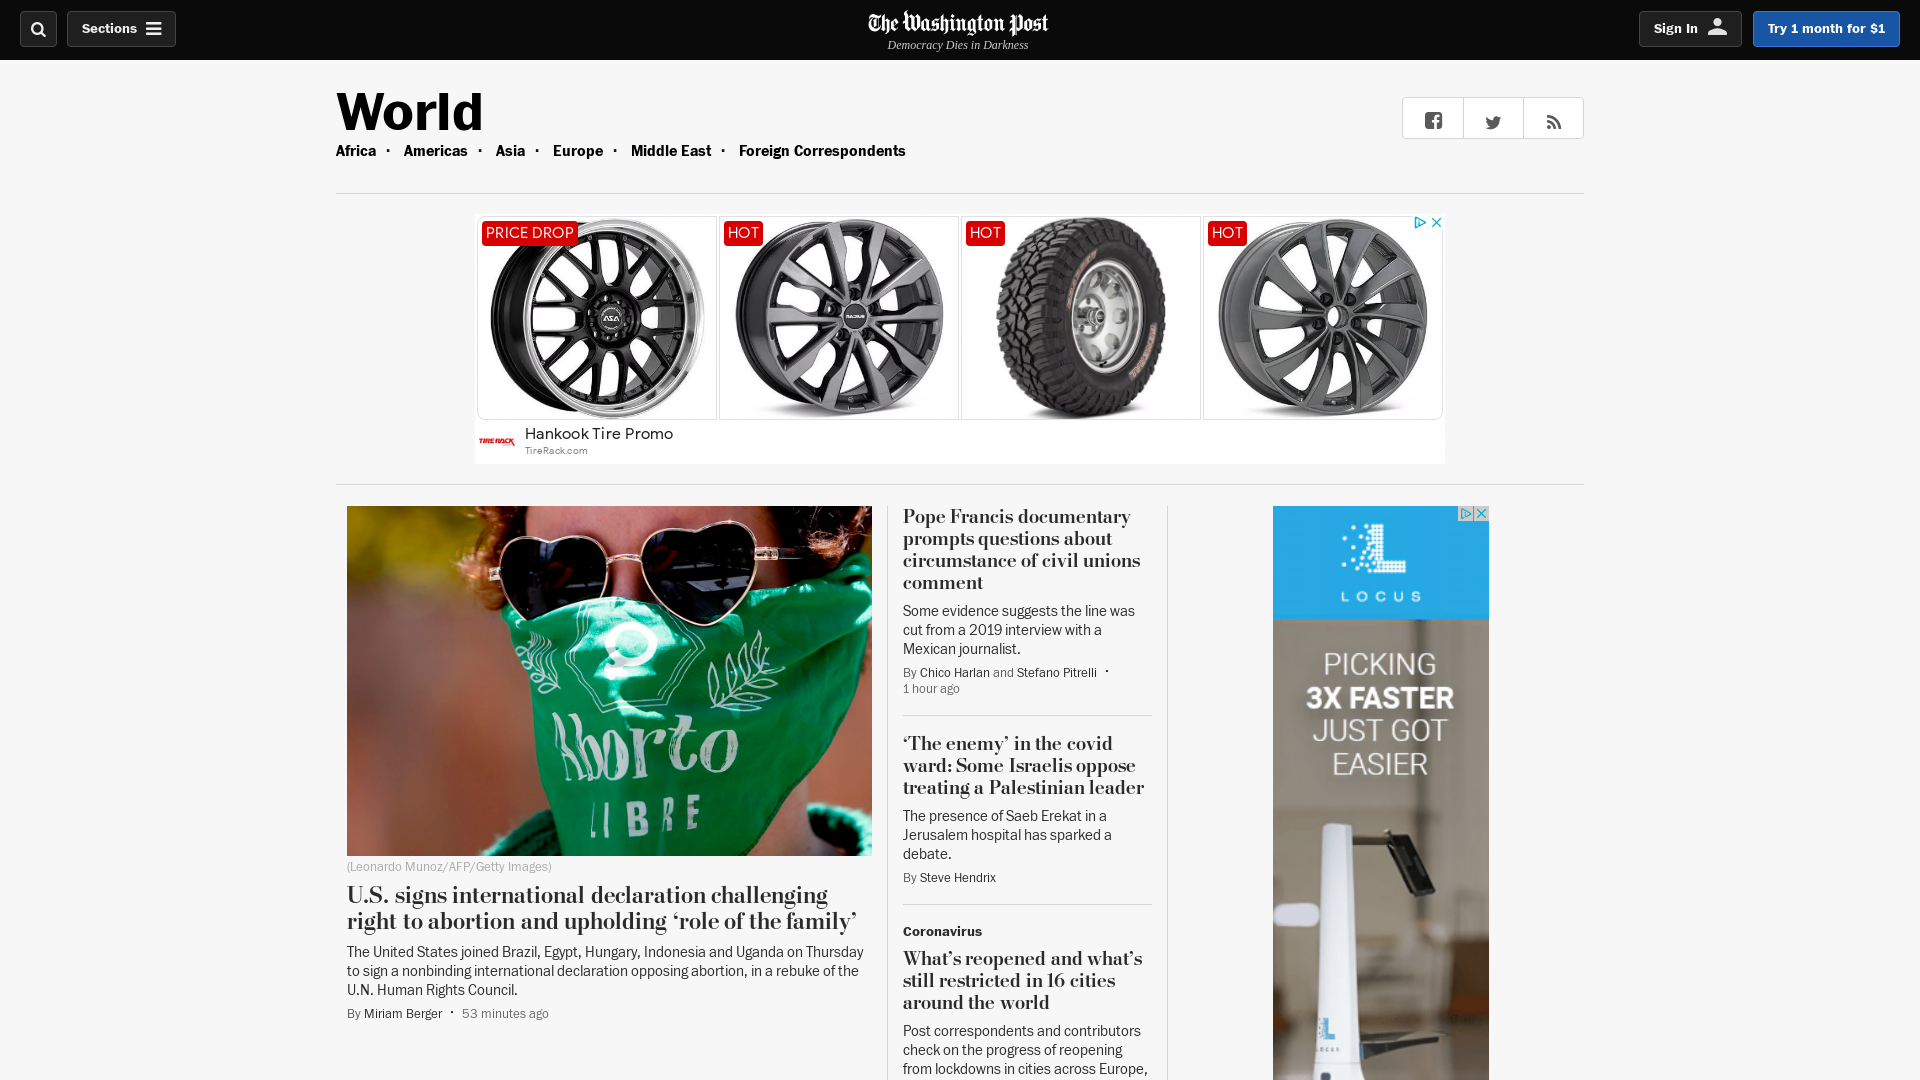 Sections
The Washington Post
Democracy Dies in Darkness
Sign In
Try 1 month for $1
World
Africa · Americas · Asia · Europe · Middle East · Foreign Correspondents
PRICE DROP
HOT
HOT
HOT
TIRE RACK
Hankook Tire Promo
TireRack.com
Aborto
LIBRE
(Leonardo Munoz/AFP/Getty Images)
U.S. signs international declaration challenging
right to abortion and upholding ‘role of the family’
The United States joined Brazil, Egypt, Hungary, Indonesia and Uganda on Thursday
to sign a nonbinding international declaration opposing abortion, in a rebuke of the
U.N. Human Rights Council.
By Miriam Berger · 53 minutes ago
Pope Francis documentary
prompts questions about
circumstance of civil unions
comment
Some evidence suggests the line was
cut from a 2019 interview with a
Mexican journalist.
By Chico Harlan and Stefano Pitrelli ·
1 hour ago
‘The enemy’ in the covid
ward: Some Israelis oppose
treating a Palestinian leader
The presence of Saeb Erekat in a
Jerusalem hospital has sparked a
debate.
By Steve Hendrix
Coronavirus
What’s reopened and what’s
still restricted in 16 cities
around the world
Post correspondents and contributors
check on the progress of reopening
from lockdowns in cities across Europe,
LOCUS
PICKING
3X FASTER
JUST GOT
EASIER